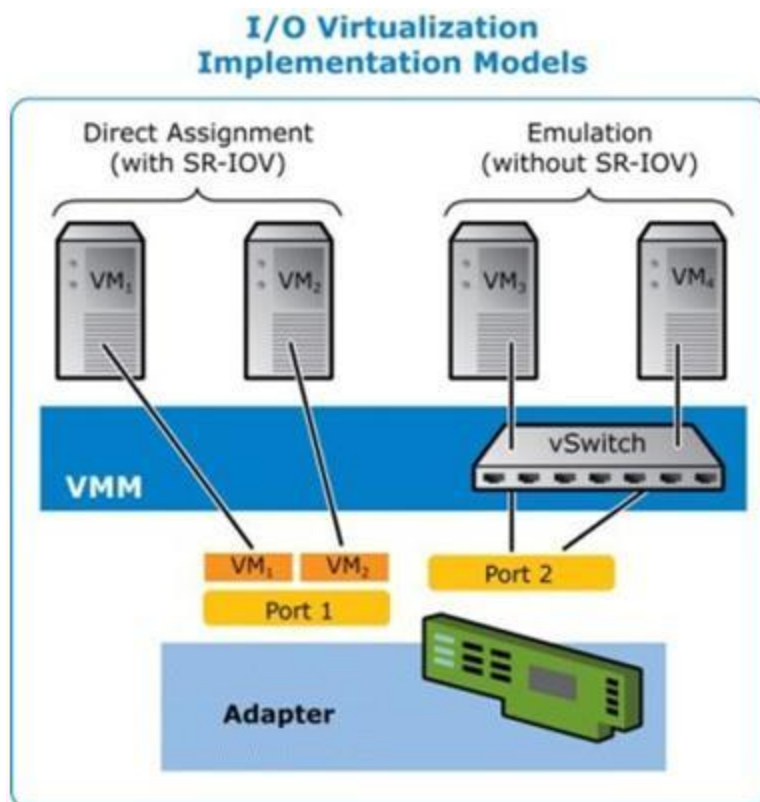 I/O Virtualization
Implementation Models
Direct Assignment
(with SR-IOV)
Emulation
(without SR-IOV)
VM₁
VM₂
VM₃
VM₄
vSwitch
VMM
VM₁
VM₂
Port 1
Port 2
Adapter